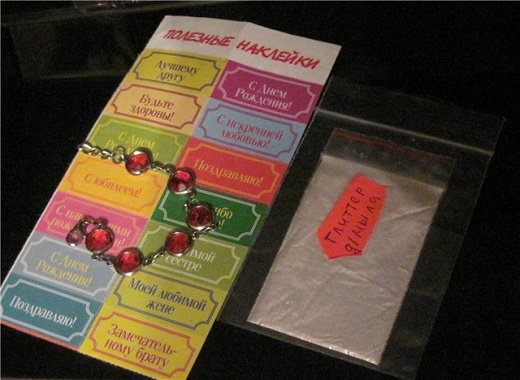 ПОЛЕЗНЫЕ НАКЛЕЙКИ
Лучшему
другу
С Днем
Рождения!
Будьте
здоровы!
С искренней
любовью!
С Днем
Поздравляю!
С юбилеем!
С
Моей любимой
жене
сестре
С Днем
Рождения!
Поздравляю!
Замечатель-
ному брату
Глиттер
д/мыла